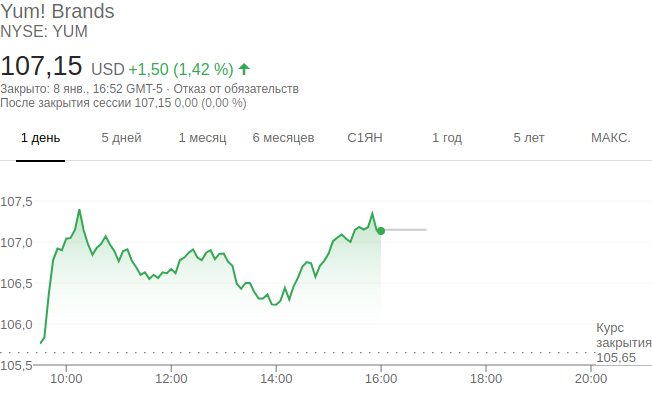 Yum! Brands
NYSE: YUM
107,15 USD +1,50 (1,42 %)
Закрыто: 8 янв., 16:52 GMT-5 · Отказ от обязательств
После закрытия сессии 107,15 0,00 (0,00 %)
1 день 5 дней 1 месяц 6 месяцев С1ЯН 1 год 5 лет МАКС.
107,5
107,0
106,5
106,0
Курс
закрытия
105,65
105,5
10:00 12:00 14:00 16:00 18:00 20:00